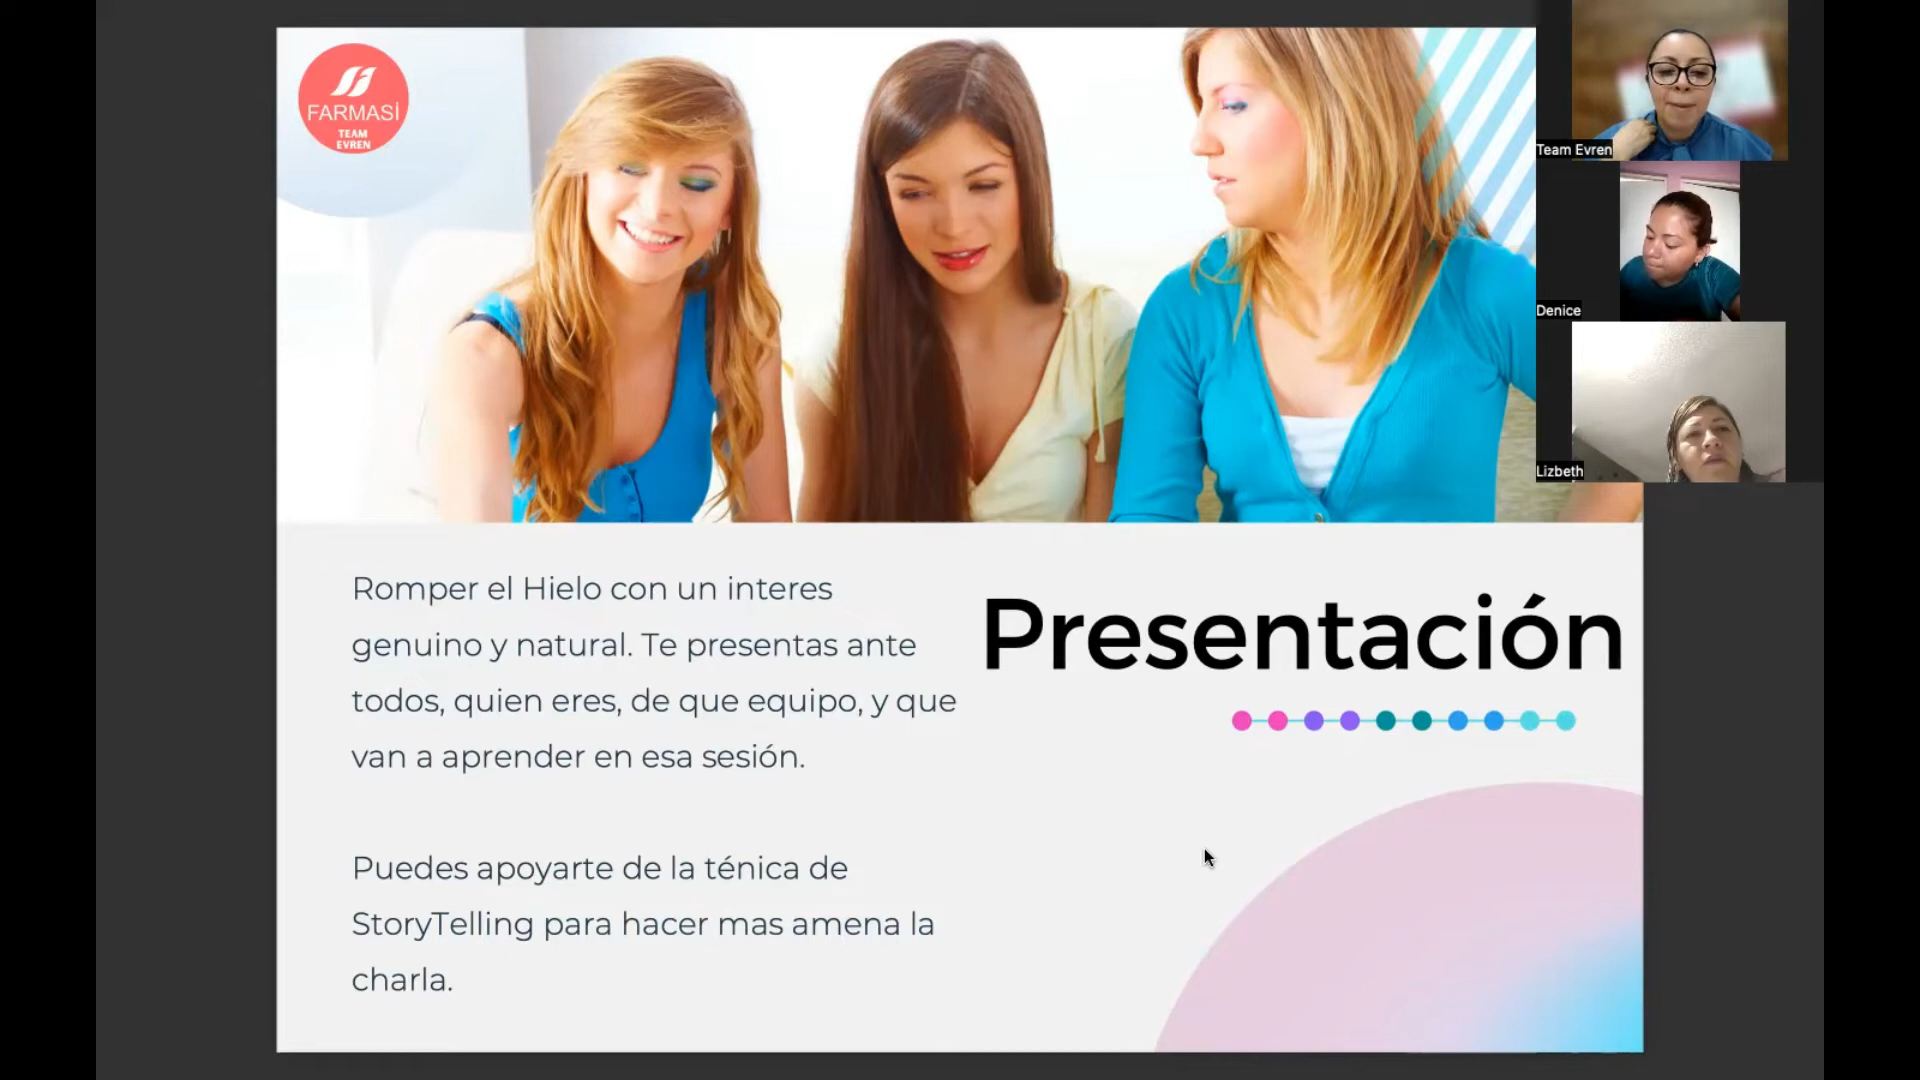 FARMASİ
TEAM
EVREN
Team Evren
Denice
Lizbeth
Romper el Hielo con un interes
genuino y natural. Te presentas ante
todos, quien eres, de que equipo, y que
van a aprender en esa sesión.
Puedes apoyarte de la ténica de
StoryTelling para hacer mas amena la
charla.
Presentación